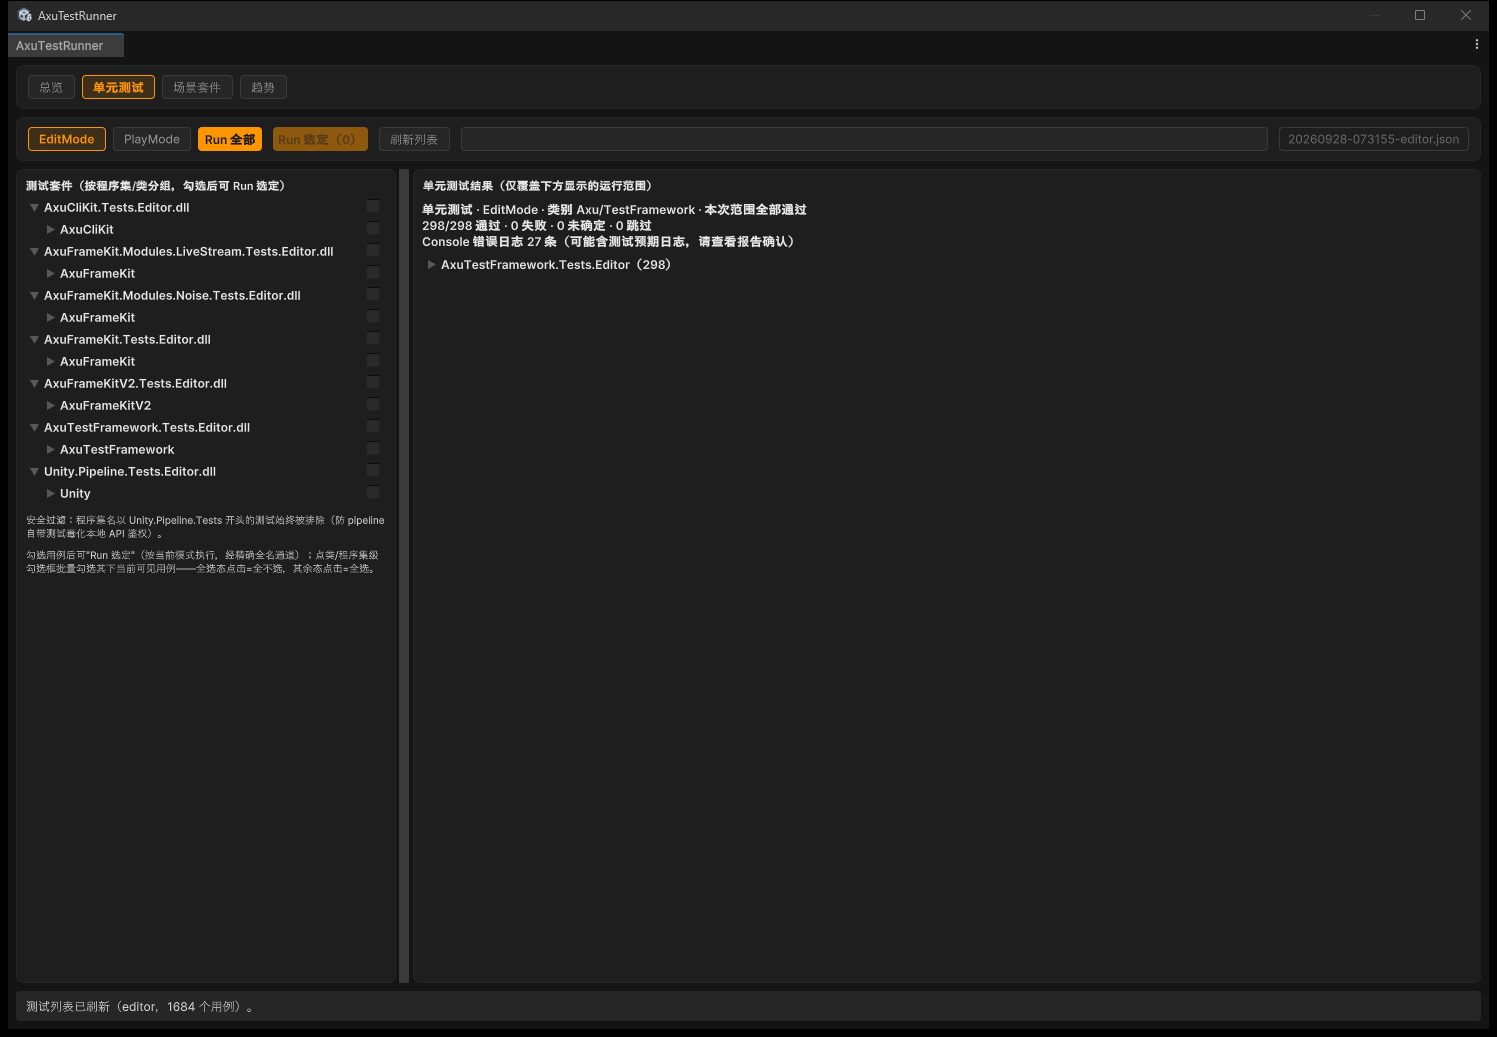 AxuTestRunner
AxuTestRunner
总览 单元测试 场景套件 趋势
EditMode PlayMode Run 全部 Run 选定（0） 刷新列表 20260928-073155-editor.json
测试套件（按程序集/类分组，勾选后可 Run 选定）
AxuCliKit.Tests.Editor.dll
AxuCliKit
AxuFrameKit.Modules.LiveStream.Tests.Editor.dll
AxuFrameKit
AxuFrameKit.Modules.Noise.Tests.Editor.dll
AxuFrameKit
AxuFrameKit.Tests.Editor.dll
AxuFrameKit
AxuFrameKitV2.Tests.Editor.dll
AxuFrameKitV2
AxuTestFramework.Tests.Editor.dll
AxuTestFramework
Unity.Pipeline.Tests.Editor.dll
Unity
安全过滤：程序集名以 Unity.Pipeline.Tests 开头的测试始终被排除（防 pipeline
自带测试毒化本地 API 鉴权）。
勾选用例后可"Run 选定"（按当前模式执行，经精确全名通道）；点类/程序集级
勾选框批量勾选其下当前可见用例——全选态点击=全不选，其余态点击=全选。
单元测试结果（仅覆盖下方显示的运行范围）
单元测试 · EditMode · 类别 Axu/TestFramework · 本次范围全部通过
298/298 通过 · 0 失败 · 0 未确定 · 0 跳过
Console 错误日志 27 条（可能含测试预期日志，请查看报告确认）
AxuTestFramework.Tests.Editor（298）
测试列表已刷新（editor，1684 个用例）。